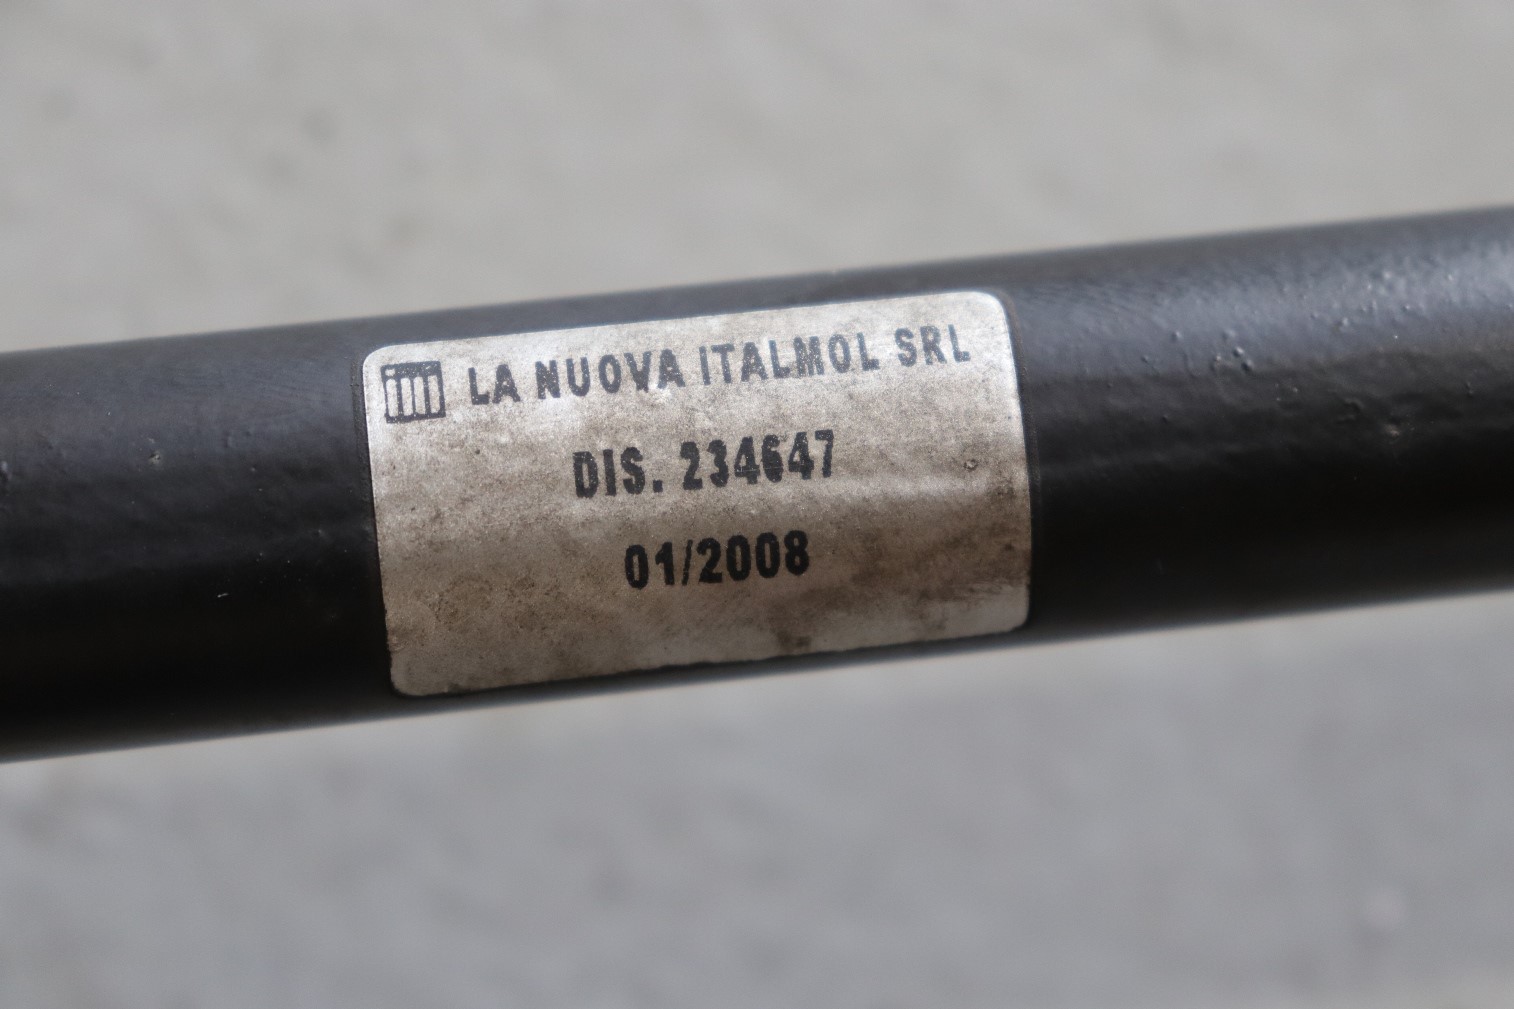 LA NUOVA ITALMOL SRL
DIS. 234647
01/2008